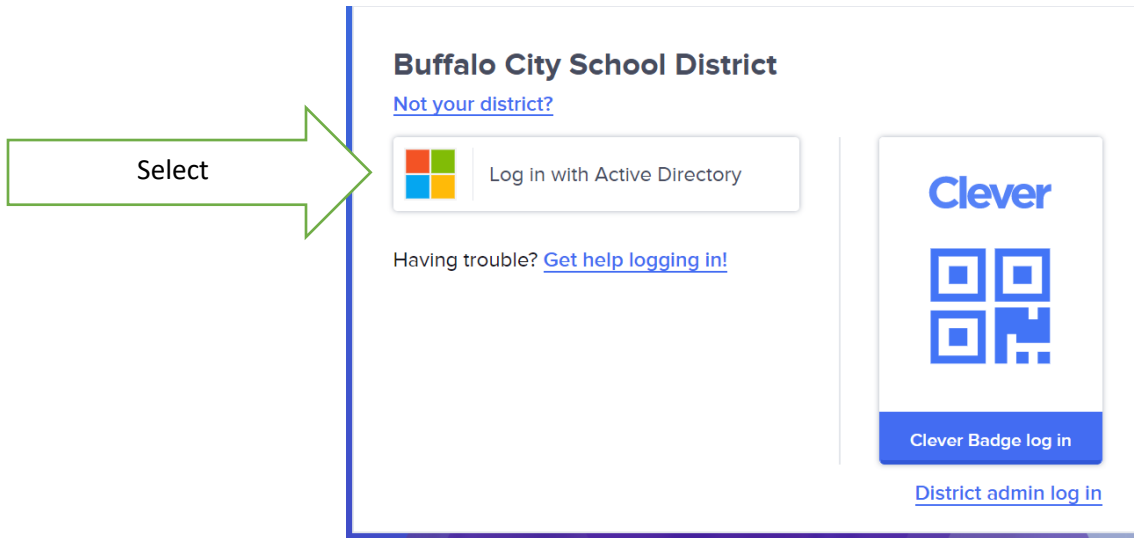 Buffalo City School District
Not your district?
Select
Log in with Active Directory
Having trouble? Get help logging in!
Clever
Clever Badge log in
District admin log in